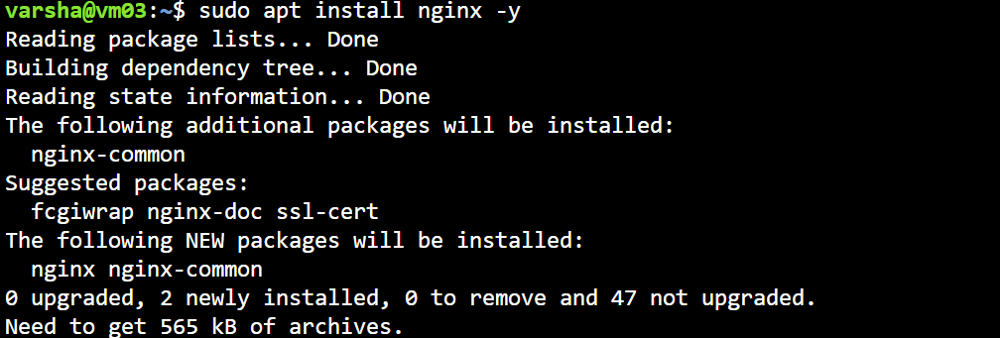 varsha@vm03:~$ sudo apt install nginx -y
Reading package lists... Done
Building dependency tree... Done
Reading state information... Done
The following additional packages will be installed:
  nginx-common
Suggested packages:
  fcgiwrap nginx-doc ssl-cert
The following NEW packages will be installed:
  nginx nginx-common
0 upgraded, 2 newly installed, 0 to remove and 47 not upgraded.
Need to get 565 kB of archives.